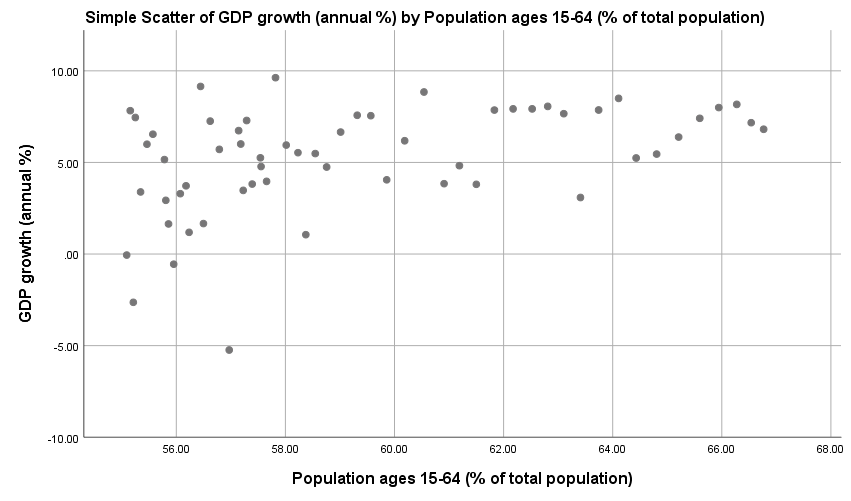 Simple Scatter of GDP growth (annual %) by Population ages 15-64 (% of total population)
10.00
5.00
.00
-5.00
-10.00
GDP growth (annual %)
56.00 58.00 60.00 62.00 64.00 66.00 68.00
Population ages 15-64 (% of total population)